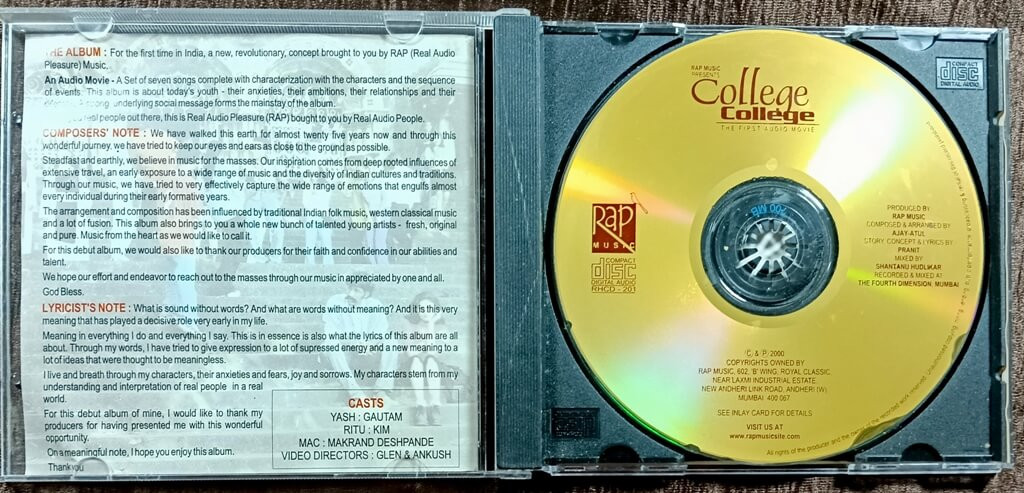 THE ALBUM : For the first time in India, a new, revolutionary, concept brought to you by RAP (Real Audio
Pleasure) Music.
An Audio Movie - A Set of seven songs complete with characterization with the characters and the sequence
of events. This album is about today's youth - their anxieties, their ambitions, their relationships and their
song underlying social message forms the mainstay of the album.
real people out there, this is Real Audio Pleasure (RAP) bought to you by Real Audio People.
COMPOSERS' NOTE : We have walked this earth for almost twenty five years now and through this
wonderful journey, we have tried to keep our eyes and ears as close to the ground as possible.
Steadfast and earthly, we believe in music for the masses. Our inspiration comes from deep rooted influences of
extensive travel, an early exposure to a wide range of music and the diversity of indian cultures and traditions.
Through our music, we have tried to very effectively capture the wide range of emotions that engulfs almost
every individual during their early formative years.
The arrangement and composition has been influenced by traditional Indian folk music, western classical music
and a lot of fusion. This album also brings to you a whole new bunch of talented young artists - fresh, original
and pure. Music from the heart as we would like to call it.
For this debut album, we would also like to thank our producers for their faith and confidence in our abilities and
talent.
We hope our effort and endeavor to reach out to the masses through our music in appreciated by one and all.
God Bless.
LYRICIST'S NOTE : What is sound without words? And what are words without meaning? And it is this very
meaning that has played a decisive role very early in my life.
Meaning in everything I do and everything I say. This is in essence is also what the lyrics of this album are all
about. Through my words, I have tried to give expression to a lot of supressed energy and a new meaning to a
lot of ideas that were thought to be meaningless.
I live and breath through my characters, their anxieties and fears, joy and sorrows. My characters stem from my
understanding and interpretation of real people in a real
world.
For this debut album of mine, I would like to thank my
producers for having presented me with this wonderful
opportunity.
On a meaningful note, I hope you enjoy this album.
Thank you
CASTS
YASH : GAUTAM
RITU : KIM
MAC : MAKRAND DESHPANDE
VIDEO DIRECTORS : GLEN & ANKUSH
RAP MUSIC
PRESENTS
College
College
THE FIRST AUDIO MOVIE
COMPACT
disc
DIGITAL AUDIO
Rap
MUSIC
COMPACT
disc
DIGITAL AUDIO
RHCD - 201
700 MB
PRODUCED BY
RAP MUSIC
COMPOSED & ARRANGED BY
AJAY-ATUL
STORY CONCEPT & LYRICS BY
PRANIT
MIXED BY
SHANTANU HUDLIKAR
RECORDED & MIXED AT
THE FOURTH DIMENSION, MUMBAI
(C) & (P) 2000
COPYRIGHTS OWNED BY
RAP MUSIC, 602, 'B' WING, ROYAL CLASSIC,
NEAR LAXMI INDUSTRIAL ESTATE,
NEW ANDHERI LINK ROAD, ANDHERI (W)
MUMBAI 400 067
SEE INLAY CARD FOR DETAILS
VISIT US AT
www.rapmusicsite.com
All rights of the producer and the owner of the recorded work reserved.